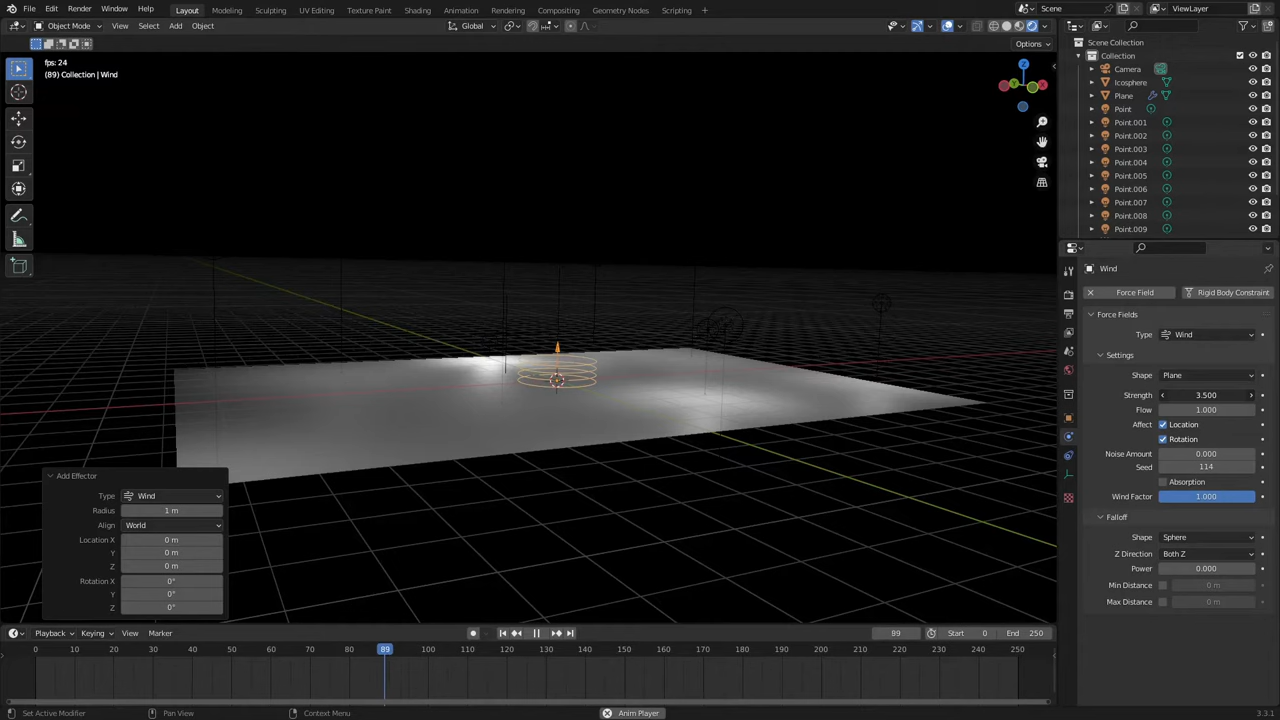 File Edit Render Window Help Layout Modeling Sculpting UV Editing Texture Paint Shading Animation Rendering Compositing Geometry Nodes Scripting + Scene ViewLayer
Object Mode View Select Add Object Global
Options
fps: 24
(89) Collection | Wind
Z
Y
X
Scene Collection
Collection
Camera
Icosphere
Plane
Point
Point.001
Point.002
Point.003
Point.004
Point.005
Point.006
Point.007
Point.008
Point.009
Wind
Force Field Rigid Body Constraint
Force Fields
Type Wind
Settings
Shape Plane
Strength 3.500
Flow 1.000
Affect Location
Rotation
Noise Amount 0.000
Seed 114
Absorption
Wind Factor 1.000
Falloff
Shape Sphere
Z Direction Both Z
Power 0.000
Min Distance 0 m
Max Distance 0 m
Add Effector
Type Wind
Radius 1 m
Align World
Location X 0 m
Y 0 m
Z 0 m
Rotation X 0°
Y 0°
Z 0°
Playback Keying View Marker 89 Start 0 End 250
0 10 20 30 40 50 60 70 80 89 100 110 120 130 140 150 160 170 180 190 200 210 220 230 240 250
Set Active Modifier Pan View Context Menu Anim Player 3.3.1